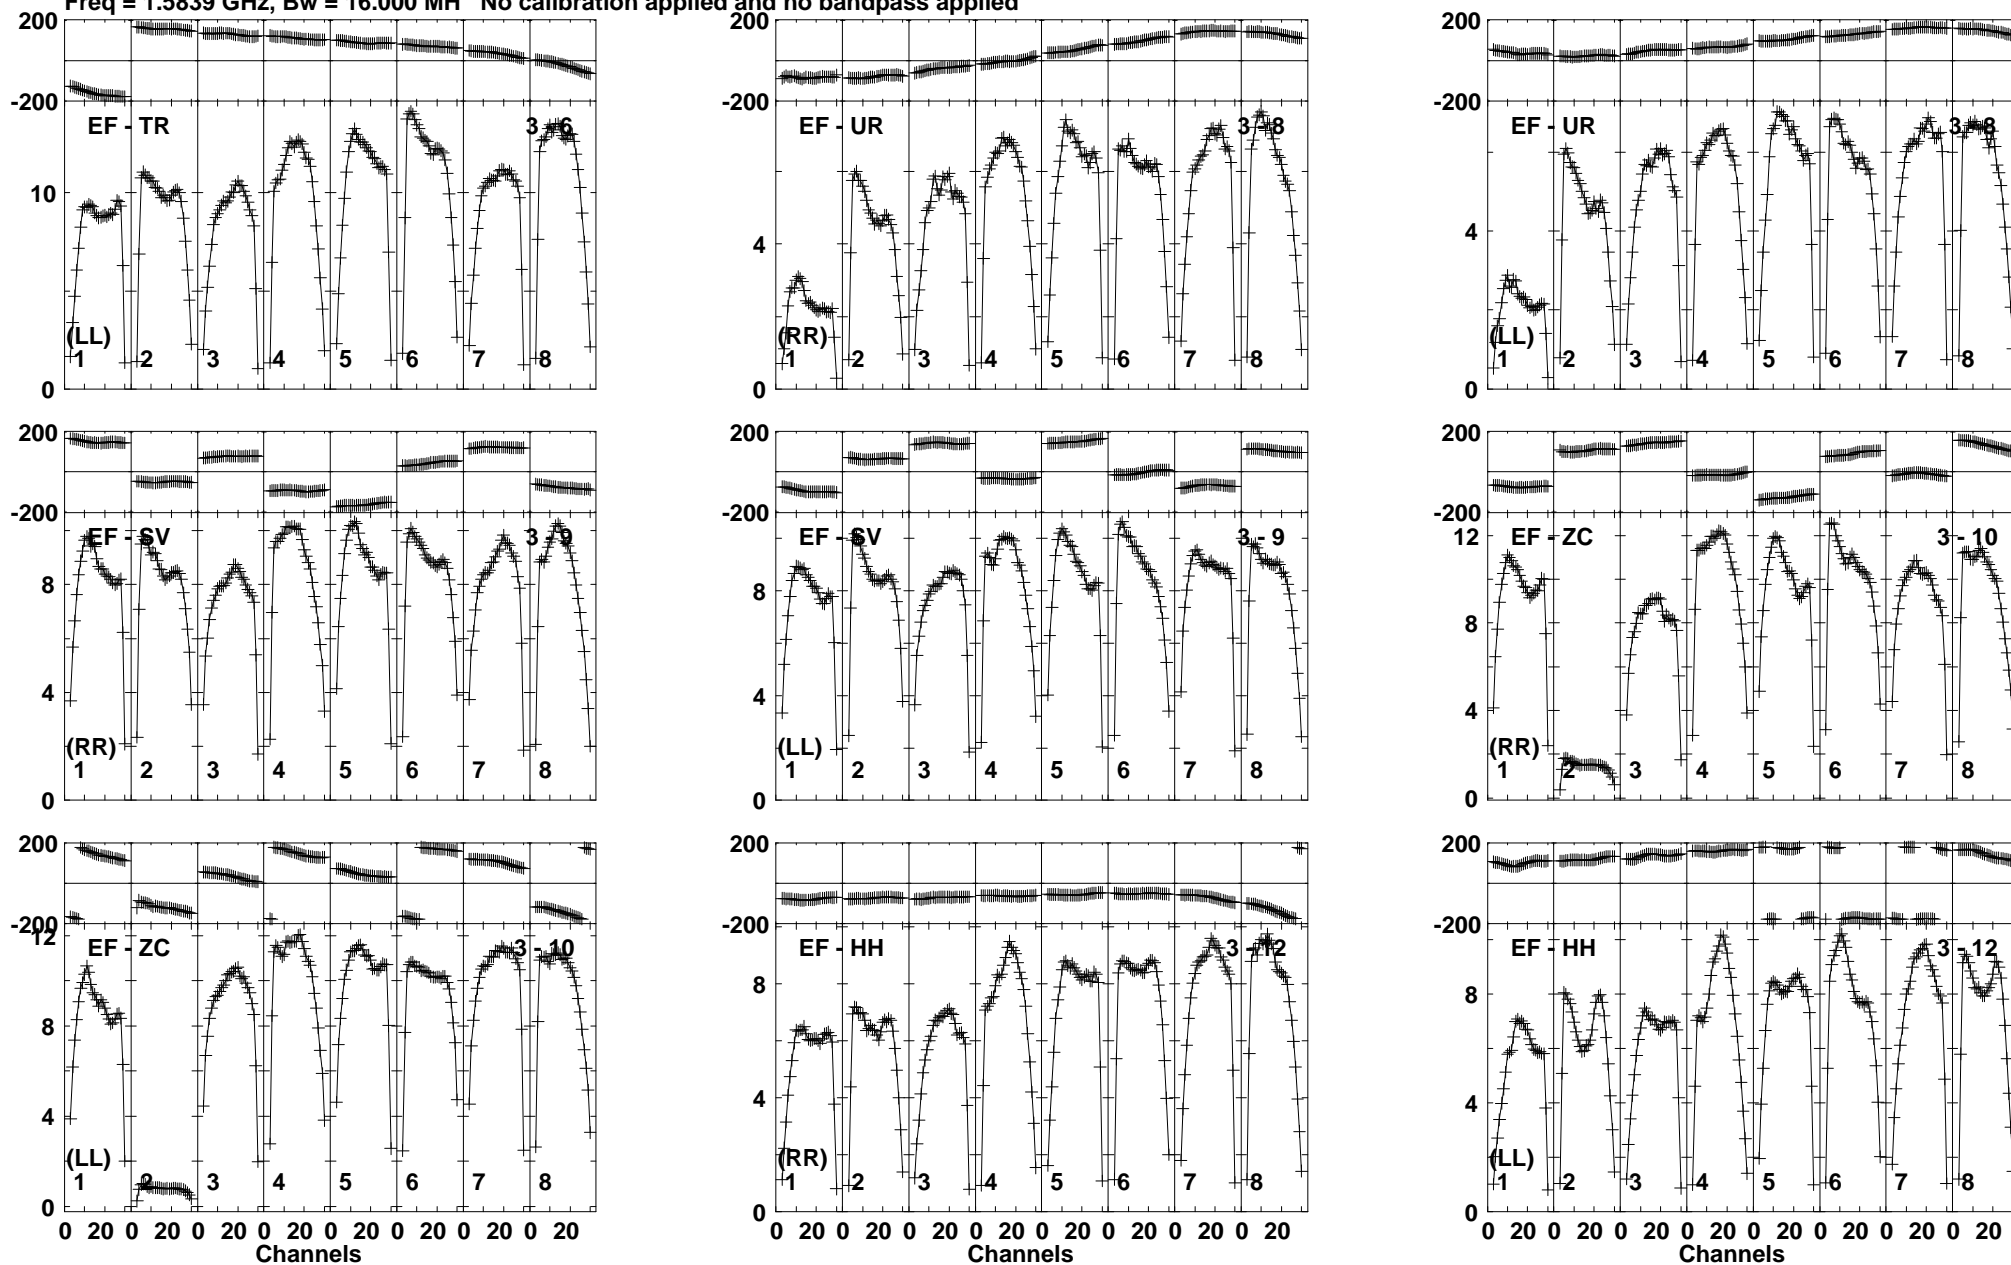 Freq = 1.5839 GHz, Bw = 16.000 MH No calibration applied and no bandpass applied
200 200 200
-200 -200 -200
EF - TR 3 - 6 EF - UR 3 - 8 EF - UR 3 - 8
10 4 4
(LL) (RR) (LL)
1 2 3 4 5 6 7 8 1 2 3 4 5 6 7 8 1 2 3 4 5 6 7 8
0 0 0
200 200 200
-200 -200 -200
EF - SV 3 - 9 EF - SV 3 - 9 EF - ZC 3 - 10
12
8 8 8
4 4 4
(RR) (LL) (RR)
1 2 3 4 5 6 7 8 1 2 3 4 5 6 7 8 1 2 3 4 5 6 7 8
0 0 0
200 200 200
-200 -200 -200
12
EF - ZC 3 - 10 EF - HH 3 - 12 EF - HH 3 - 12
8 8 8
4 4 4
(LL) (RR) (LL)
1 2 3 4 5 6 7 8 1 2 3 4 5 6 7 8 1 2 3 4 5 6 7 8
0 0 0
0 20 0 20 0 20 0 20 0 20 0 20 0 20 0 20 0 20 0 20 0 20 0 20 0 20 0 20 0 20 0 20 0 20 0 20 0 20 0 20 0 20 0 20 0 20 0 20
Channels Channels Channels